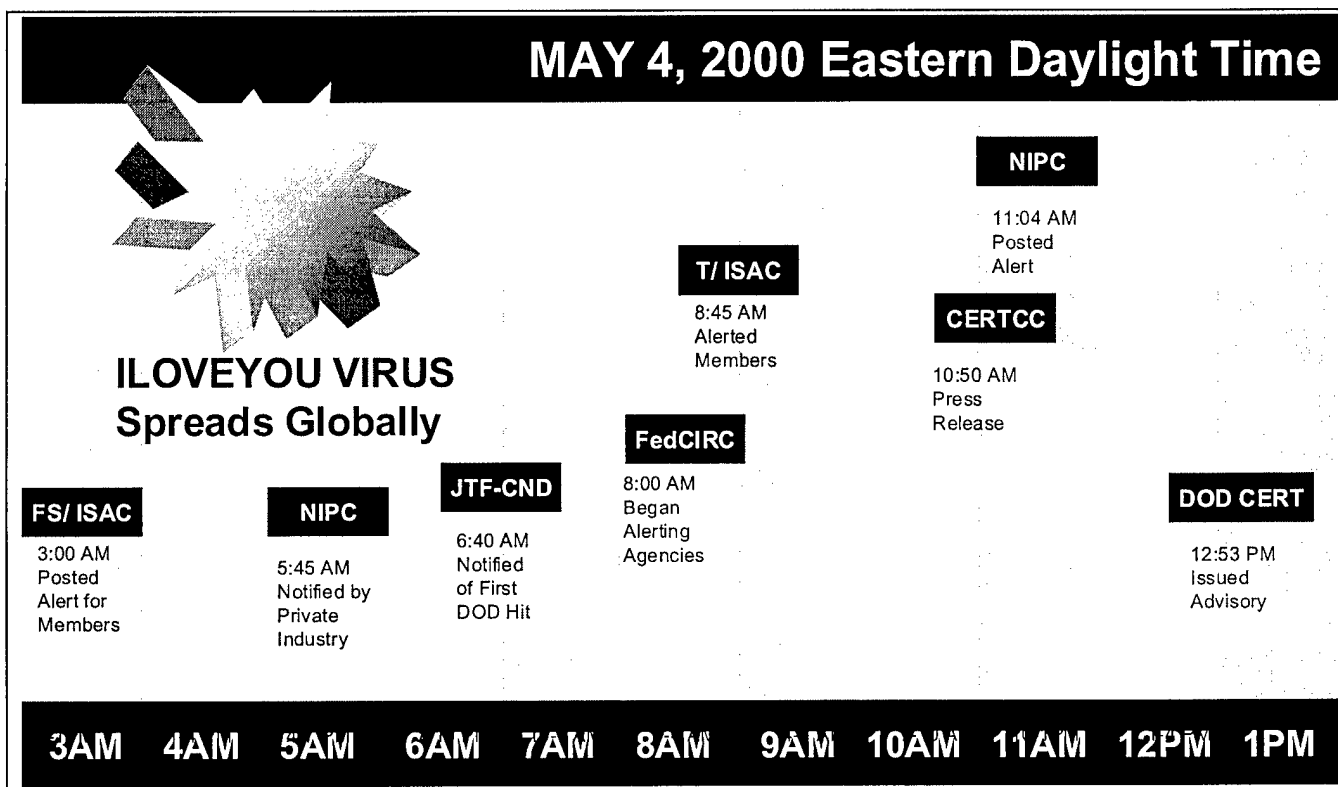 MAY 4, 2000 Eastern Daylight Time
ILOVEYOU VIRUS
Spreads Globally
FS/ ISAC
3:00 AM
Posted
Alert for
Members
NIPC
5:45 AM
Notified by
Private
Industry
JTF-CND
6:40 AM
Notified
of First
DOD Hit
FedCIRC
8:00 AM
Began
Alerting
Agencies
T/ ISAC
8:45 AM
Alerted
Members
CERTCC
10:50 AM
Press
Release
NIPC
11:04 AM
Posted
Alert
DOD CERT
12:53 PM
Issued
Advisory
3AM 4AM 5AM 6AM 7AM 8AM 9AM 10AM 11AM 12PM 1PM